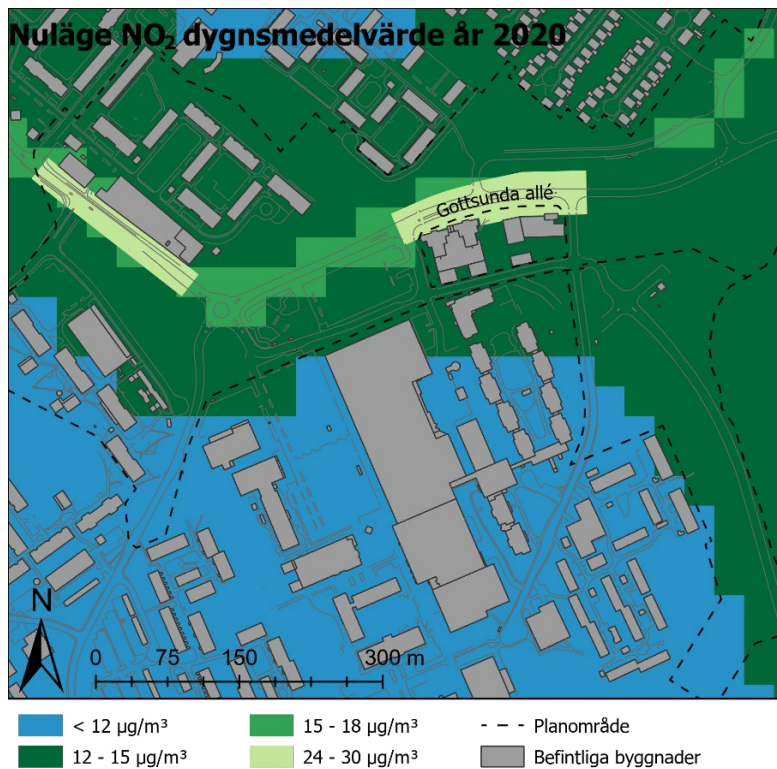 Nuläge NO₂ dygnsmedelvärde år 2020
Gottsunda allé
N
0 75 150 300 m
< 12 µg/m³
15 - 18 µg/m³
Planområde
12 - 15 µg/m³
24 - 30 µg/m³
Befintliga byggnader